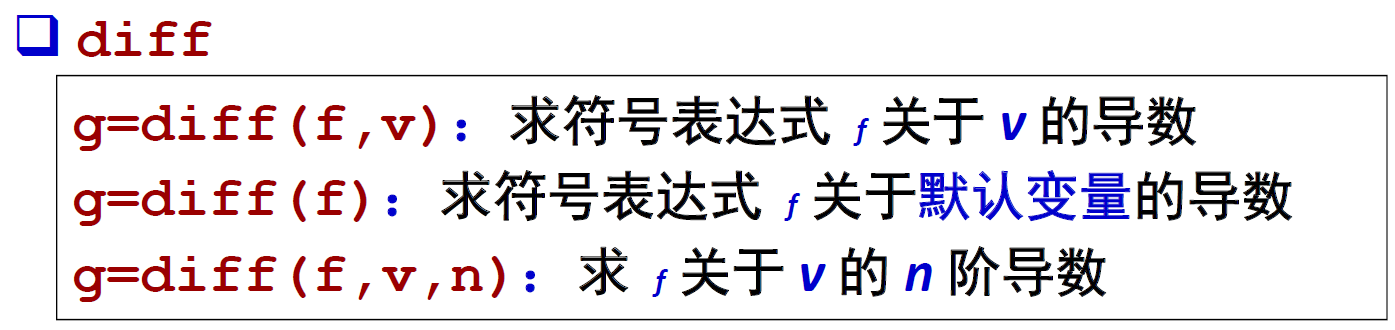 diff
g=diff(f,v)：求符号表达式 f 关于 v 的导数
g=diff(f)：求符号表达式 f 关于默认变量的导数
g=diff(f,v,n)：求 f 关于 v 的 n 阶导数